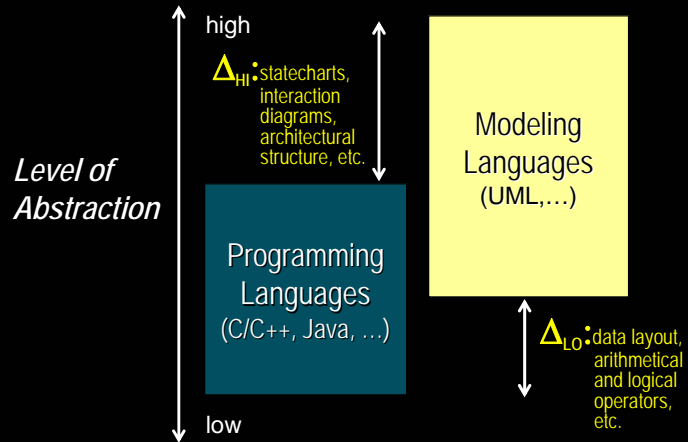 high
ΔHI: statecharts,
interaction
diagrams,
architectural
structure, etc.
Level of
Abstraction
Modeling
Languages
(UML,...)
Programming
Languages
(C/C++, Java, ...)
ΔLO: data layout,
arithmetical
and logical
operators,
etc.
low